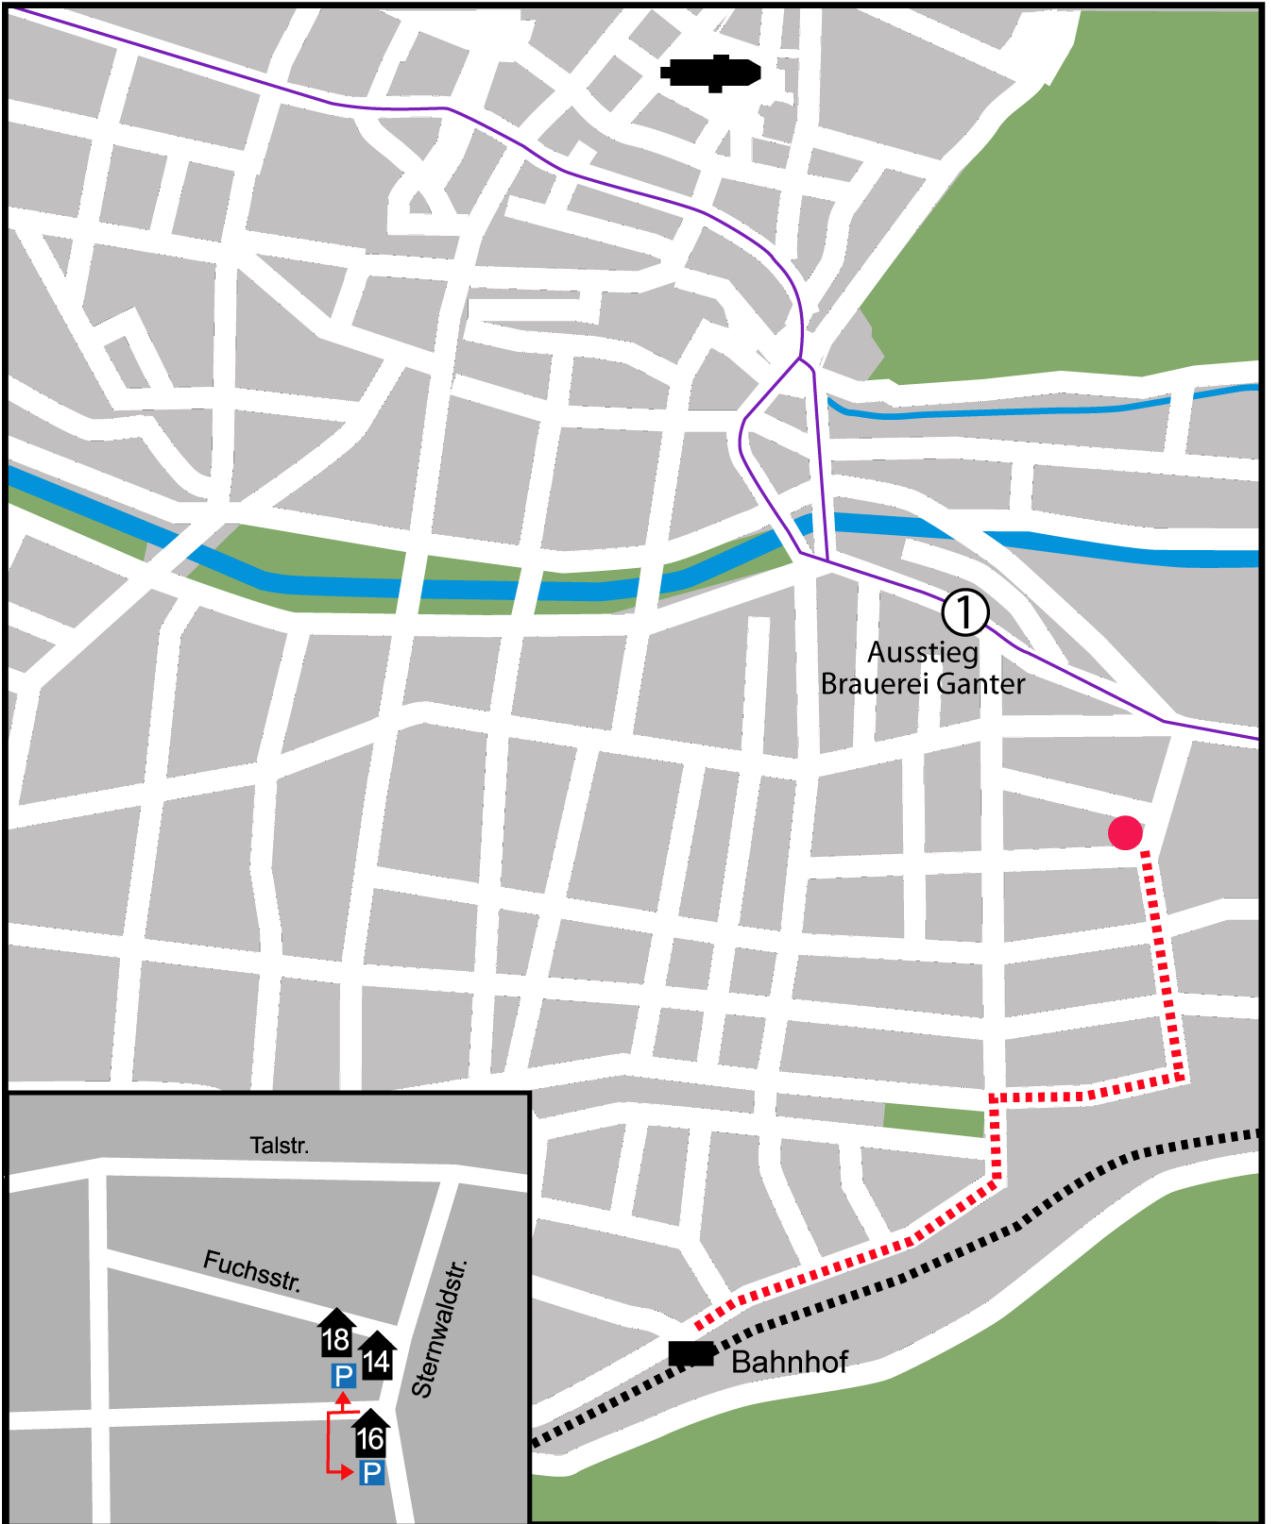 1
Ausstieg
Brauerei Ganter
Bahnhof
Talstr.
Fuchsstr.
Sternwaldstr.
18
14
P
16
P